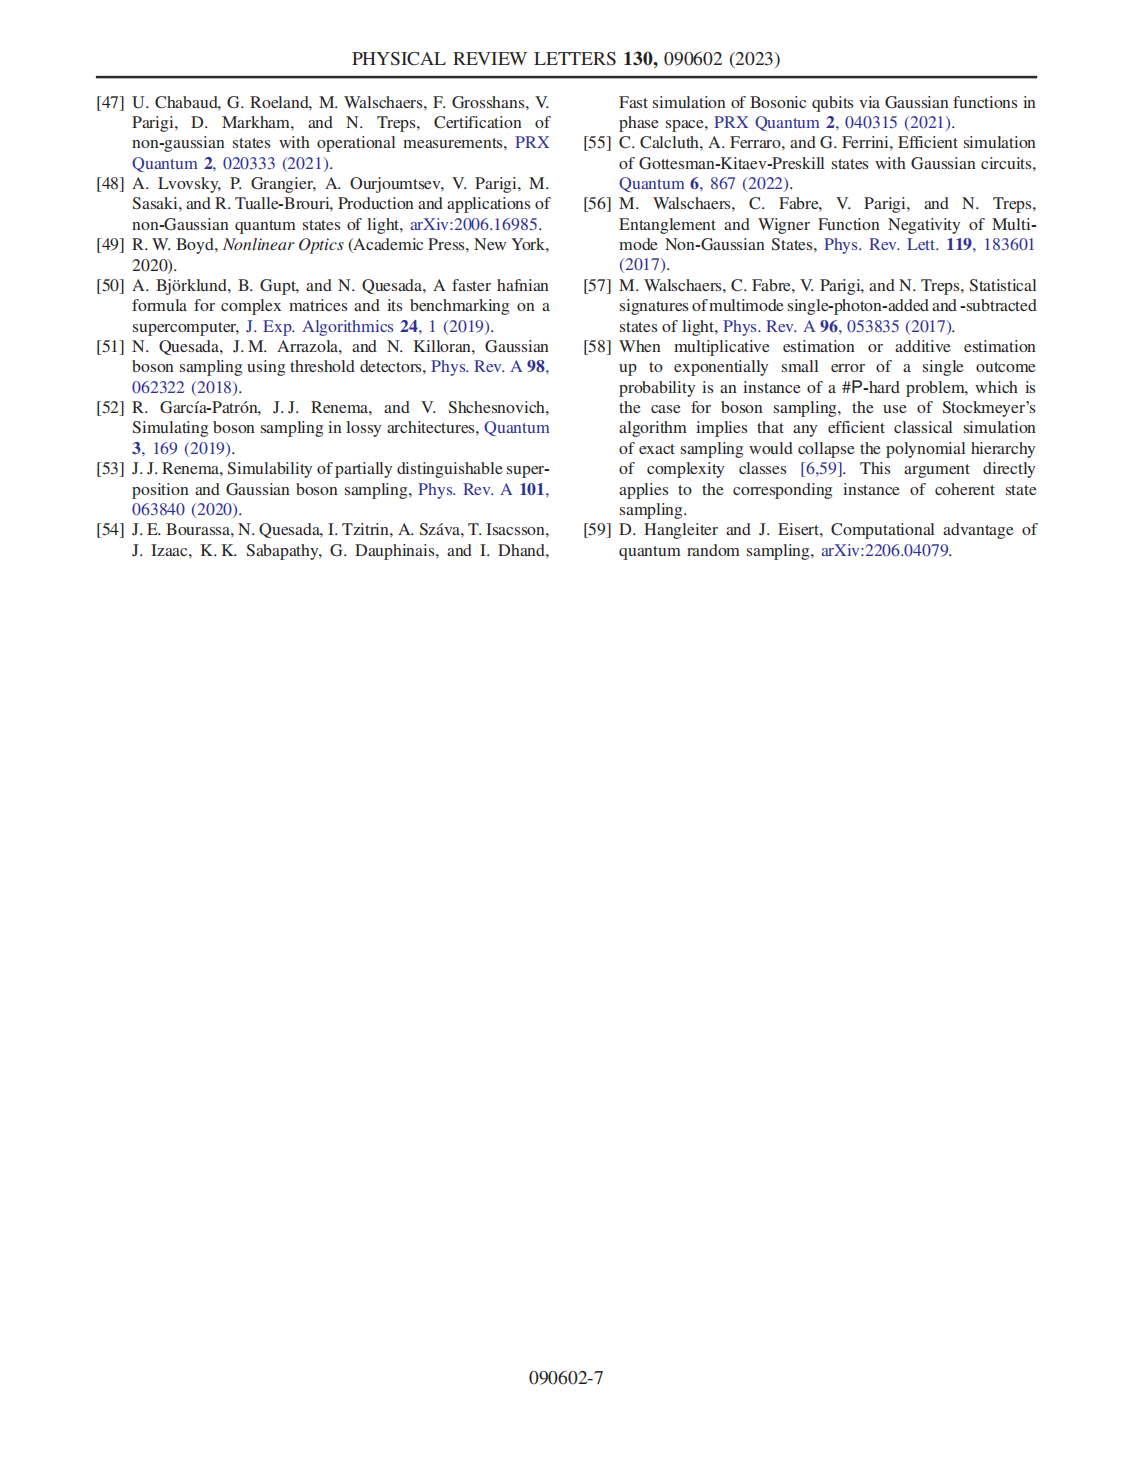 PHYSICAL REVIEW LETTERS 130, 090602 (2023)
[47] U. Chabaud, G. Roeland, M. Walschaers, F. Grosshans, V.
Parigi, D. Markham, and N. Treps, Certification of
non-gaussian states with operational measurements, PRX
Quantum 2, 020333 (2021).
[48] A. Lvovsky, P. Grangier, A. Ourjoumtsev, V. Parigi, M.
Sasaki, and R. Tualle-Brouri, Production and applications of
non-Gaussian quantum states of light, arXiv:2006.16985.
[49] R. W. Boyd, Nonlinear Optics (Academic Press, New York,
2020).
[50] A. Björklund, B. Gupt, and N. Quesada, A faster hafnian
formula for complex matrices and its benchmarking on a
supercomputer, J. Exp. Algorithmics 24, 1 (2019).
[51] N. Quesada, J. M. Arrazola, and N. Killoran, Gaussian
boson sampling using threshold detectors, Phys. Rev. A 98,
062322 (2018).
[52] R. García-Patrón, J. J. Renema, and V. Shchesnovich,
Simulating boson sampling in lossy architectures, Quantum
3, 169 (2019).
[53] J. J. Renema, Simulability of partially distinguishable super-
position and Gaussian boson sampling, Phys. Rev. A 101,
063840 (2020).
[54] J. E. Bourassa, N. Quesada, I. Tzitrin, A. Száva, T. Isacsson,
J. Izaac, K. K. Sabapathy, G. Dauphinais, and I. Dhand,
Fast simulation of Bosonic qubits via Gaussian functions in
phase space, PRX Quantum 2, 040315 (2021).
[55] C. Calcluth, A. Ferraro, and G. Ferrini, Efficient simulation
of Gottesman-Kitaev-Preskill states with Gaussian circuits,
Quantum 6, 867 (2022).
[56] M. Walschaers, C. Fabre, V. Parigi, and N. Treps,
Entanglement and Wigner Function Negativity of Multi-
mode Non-Gaussian States, Phys. Rev. Lett. 119, 183601
(2017).
[57] M. Walschaers, C. Fabre, V. Parigi, and N. Treps, Statistical
signatures of multimode single-photon-added and -subtracted
states of light, Phys. Rev. A 96, 053835 (2017).
[58] When multiplicative estimation or additive estimation
up to exponentially small error of a single outcome
probability is an instance of a #P-hard problem, which is
the case for boson sampling, the use of Stockmeyer's
algorithm implies that any efficient classical simulation
of exact sampling would collapse the polynomial hierarchy
of complexity classes [6,59]. This argument directly
applies to the corresponding instance of coherent state
sampling.
[59] D. Hangleiter and J. Eisert, Computational advantage of
quantum random sampling, arXiv:2206.04079.
090602-7